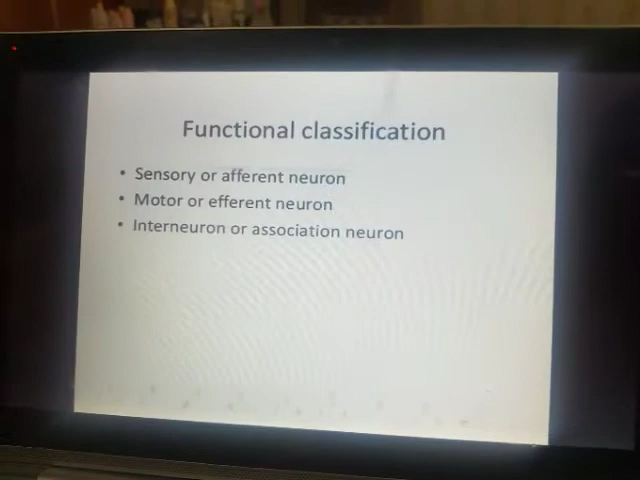 Functional classification
• Sensory or afferent neuron
• Motor or efferent neuron
• Interneuron or association neuron